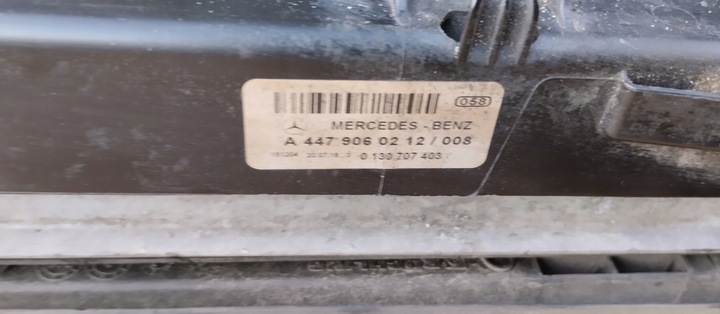 058
MERCEDES-BENZ
A 447 906 02 12 / 008
0 130 707 403